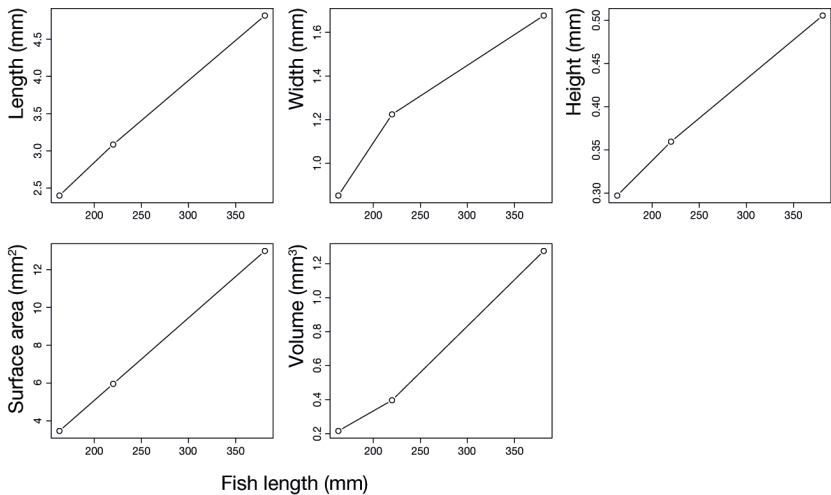 Length (mm)
2.5 3.0 3.5 4.0 4.5
200 250 300 350
Width (mm)
1.0 1.2 1.4 1.6
200 250 300 350
Height (mm)
0.30 0.35 0.40 0.45 0.50
200 250 300 350
Surface area (mm²)
4 6 8 10 12
200 250 300 350
Volume (mm³)
0.2 0.4 0.6 0.8 1.0 1.2
200 250 300 350
Fish length (mm)